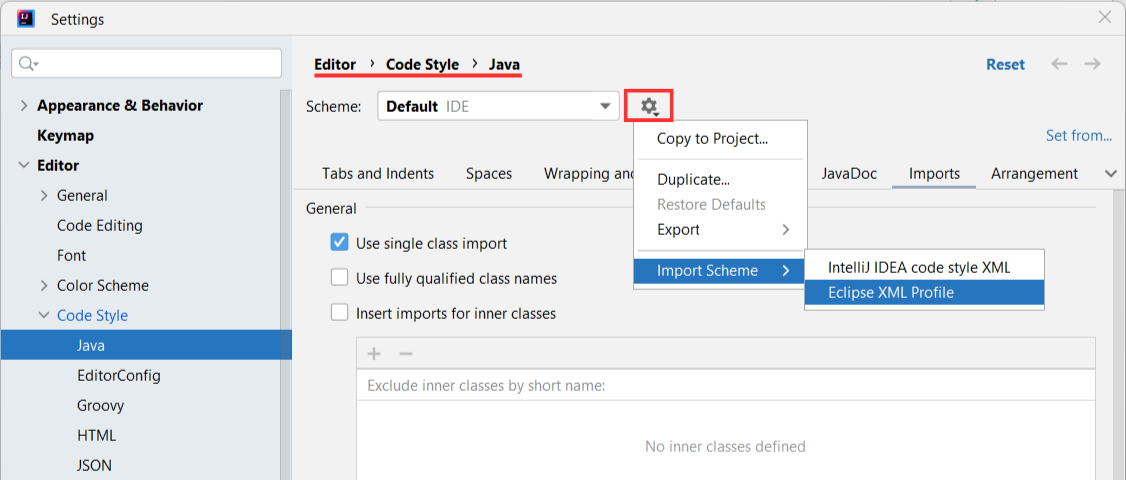 Settings
Editor > Code Style > Java
Reset
Scheme:
Default IDE
Set from...
Appearance & Behavior
Keymap
Editor
General
Code Editing
Font
Color Scheme
Code Style
Java
EditorConfig
Groovy
HTML
JSON
Copy to Project...
Duplicate...
Restore Defaults
Export
Import Scheme
IntelliJ IDEA code style XML
Eclipse XML Profile
Tabs and Indents
Spaces
Wrapping and
JavaDoc
Imports
Arrangement
General
Use single class import
Use fully qualified class names
Insert imports for inner classes
Exclude inner classes by short name:
No inner classes defined